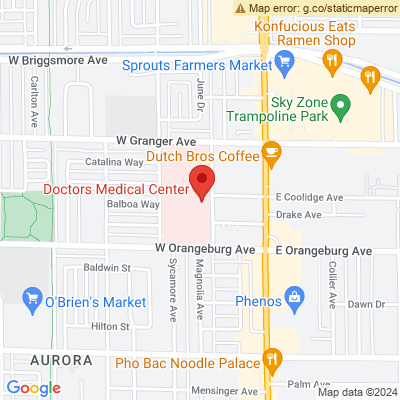 Map error: g.co/staticmaperror
Konfucious Eats
Ramen Shop
W Briggsmore Ave
Sprouts Farmers Market
Carlton Ave
June Dr.
Sky Zone
Trampoline Park
W Granger Ave
Catalina Way
Dutch Bros Coffee
Doctors Medical Center
E Coolidge Ave
Balboa Way
Drake Ave
W Orangeburg Ave
E Orangeburg Ave
Baldwin St
Sycamore Ave
Magnolia Ave
Collier Ave
O'Brien's Market
Phenos
Dawn Dr
Hilton St
AURORA
Pho Bac Noodle Palace
Google
Mensinger Ave
Palm Ave
Map data ©2024